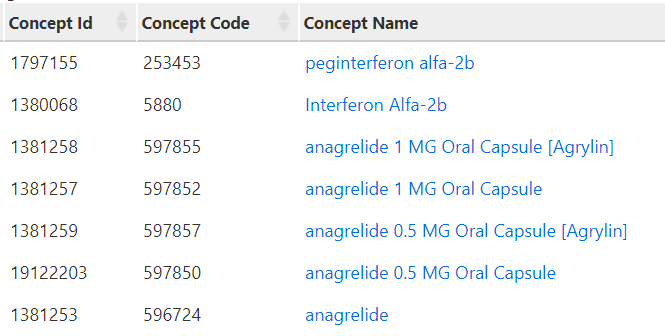 Concept Id Concept Code Concept Name
1797155 253453 peginterferon alfa-2b
1380068 5880 Interferon Alfa-2b
1381258 597855 anagrelide 1 MG Oral Capsule [Agrylin]
1381257 597852 anagrelide 1 MG Oral Capsule
1381259 597857 anagrelide 0.5 MG Oral Capsule [Agrylin]
19122203 597850 anagrelide 0.5 MG Oral Capsule
1381253 596724 anagrelide